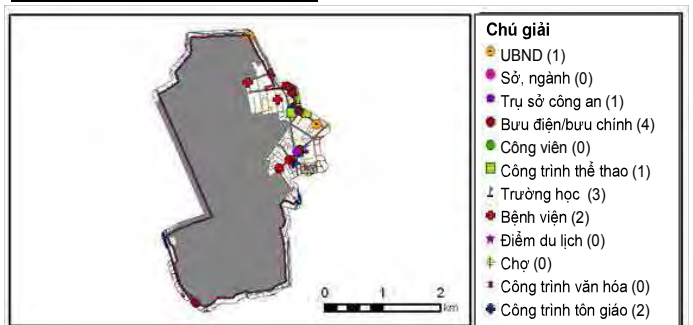 Chú giải
UBND (1)
Sở, ngành (0)
Trụ sở công an (1)
Bưu điện/bưu chính (4)
Công viên (0)
Công trình thể thao (1)
Trường học (3)
Bệnh viện (2)
Điểm du lịch (0)
Chợ (0)
Công trình văn hóa (0)
Công trình tôn giáo (2)
0 1 2
km